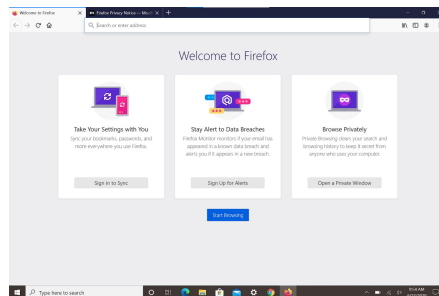 Welcome to Firefox
Firefox Privacy Notice — Mozil
Search or enter address
Welcome to Firefox
Take Your Settings with You
Sync your bookmarks, passwords, and
more everywhere you use Firefox.
Sign in to Sync
Stay Alert to Data Breaches
Firefox Monitor monitors if your email has
appeared in a known data breach and
alerts you if it appears in a new breach.
Sign Up for Alerts
Browse Privately
Private Browsing clears your search and
browsing history to keep it secret from
anyone who uses your computer.
Open a Private Window
Start Browsing
Type here to search